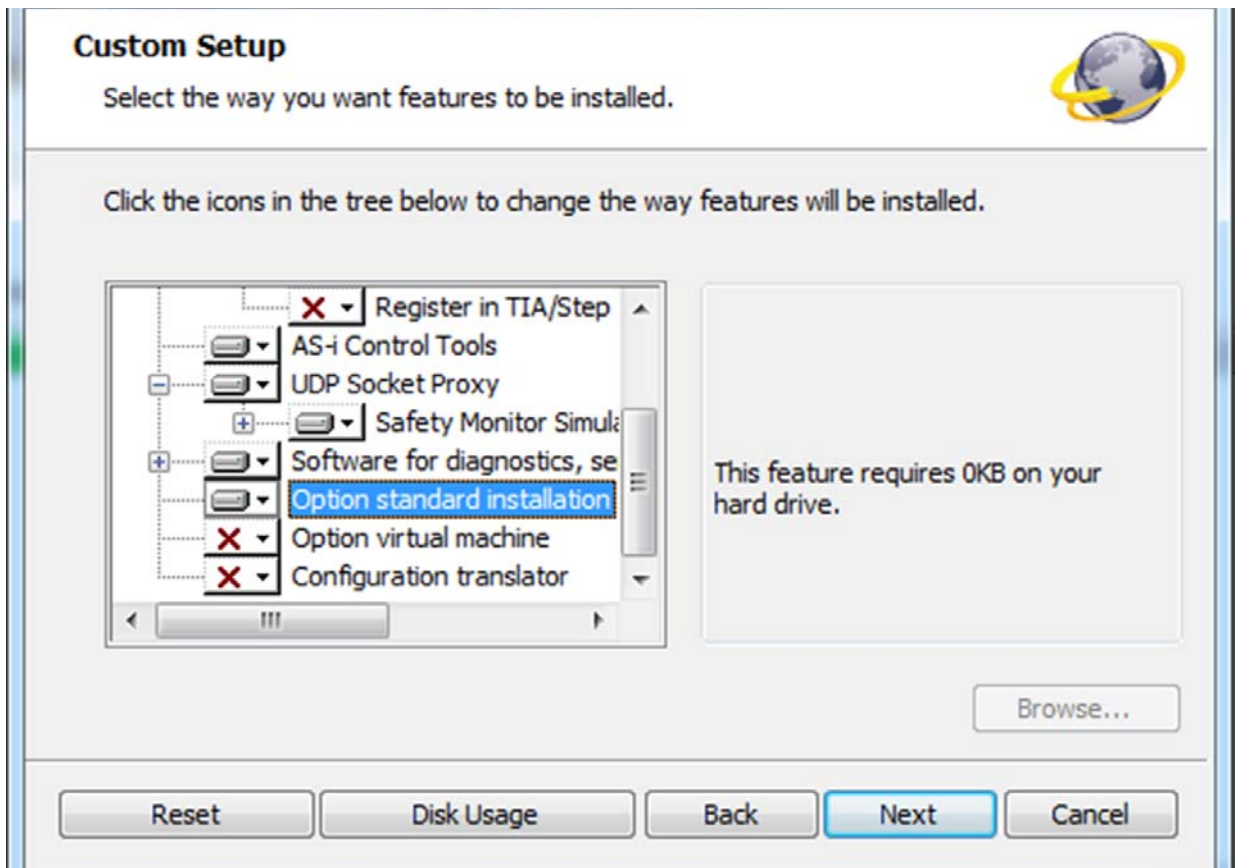 Custom Setup
Select the way you want features to be installed.
Click the icons in the tree below to change the way features will be installed.
Register in TIA/Step
AS-i Control Tools
UDP Socket Proxy
Safety Monitor Simula
Software for diagnostics, se
Option standard installation
Option virtual machine
Configuration translator
This feature requires 0KB on your
hard drive.
Browse...
Reset Disk Usage Back Next Cancel